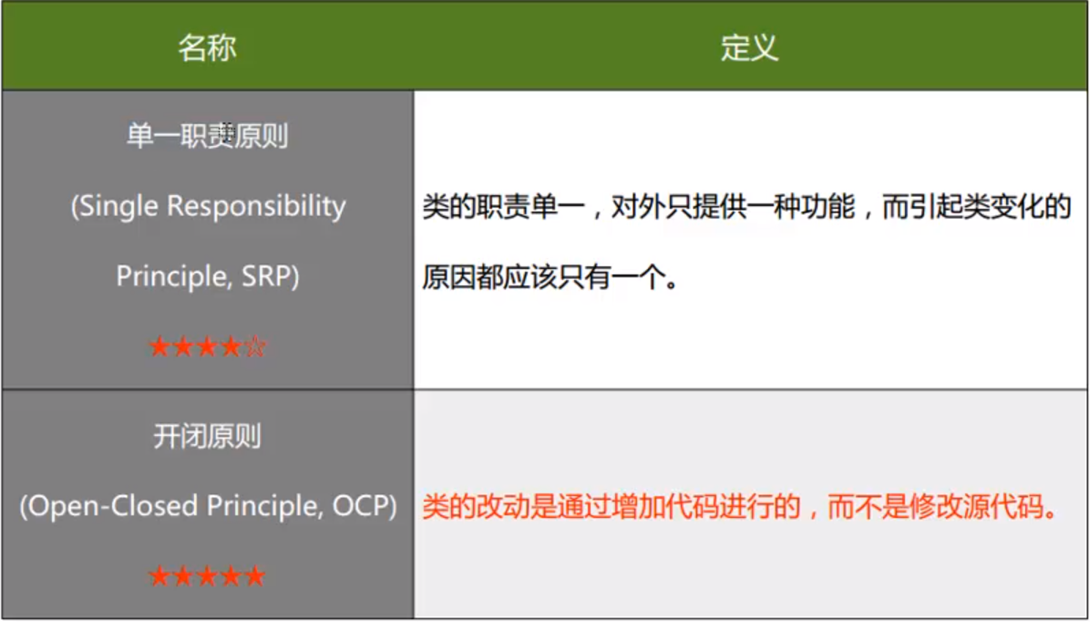 名称
定义
单一职责原则
(Single Responsibility
Principle, SRP)
★★★★☆
类的职责单一，对外只提供一种功能，而引起类变化的
原因都应该只有一个。
开闭原则
(Open-Closed Principle, OCP)
★★★★★
类的改动是通过增加代码进行的，而不是修改源代码。